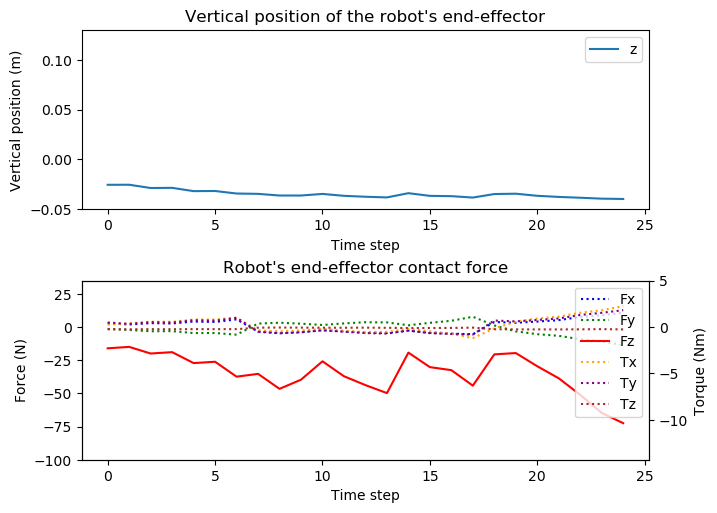 Vertical position of the robot's end-effector
Vertical position (m)
0.10
0.05
0.00
−0.05
z
0 5 10 15 20 25
Time step
Robot's end-effector contact force
Force (N)
25
0
−25
−50
−75
−100
Fx
Fy
Fz
Tx
Ty
Tz
5
0
−5
−10
Torque (Nm)
0 5 10 15 20 25
Time step